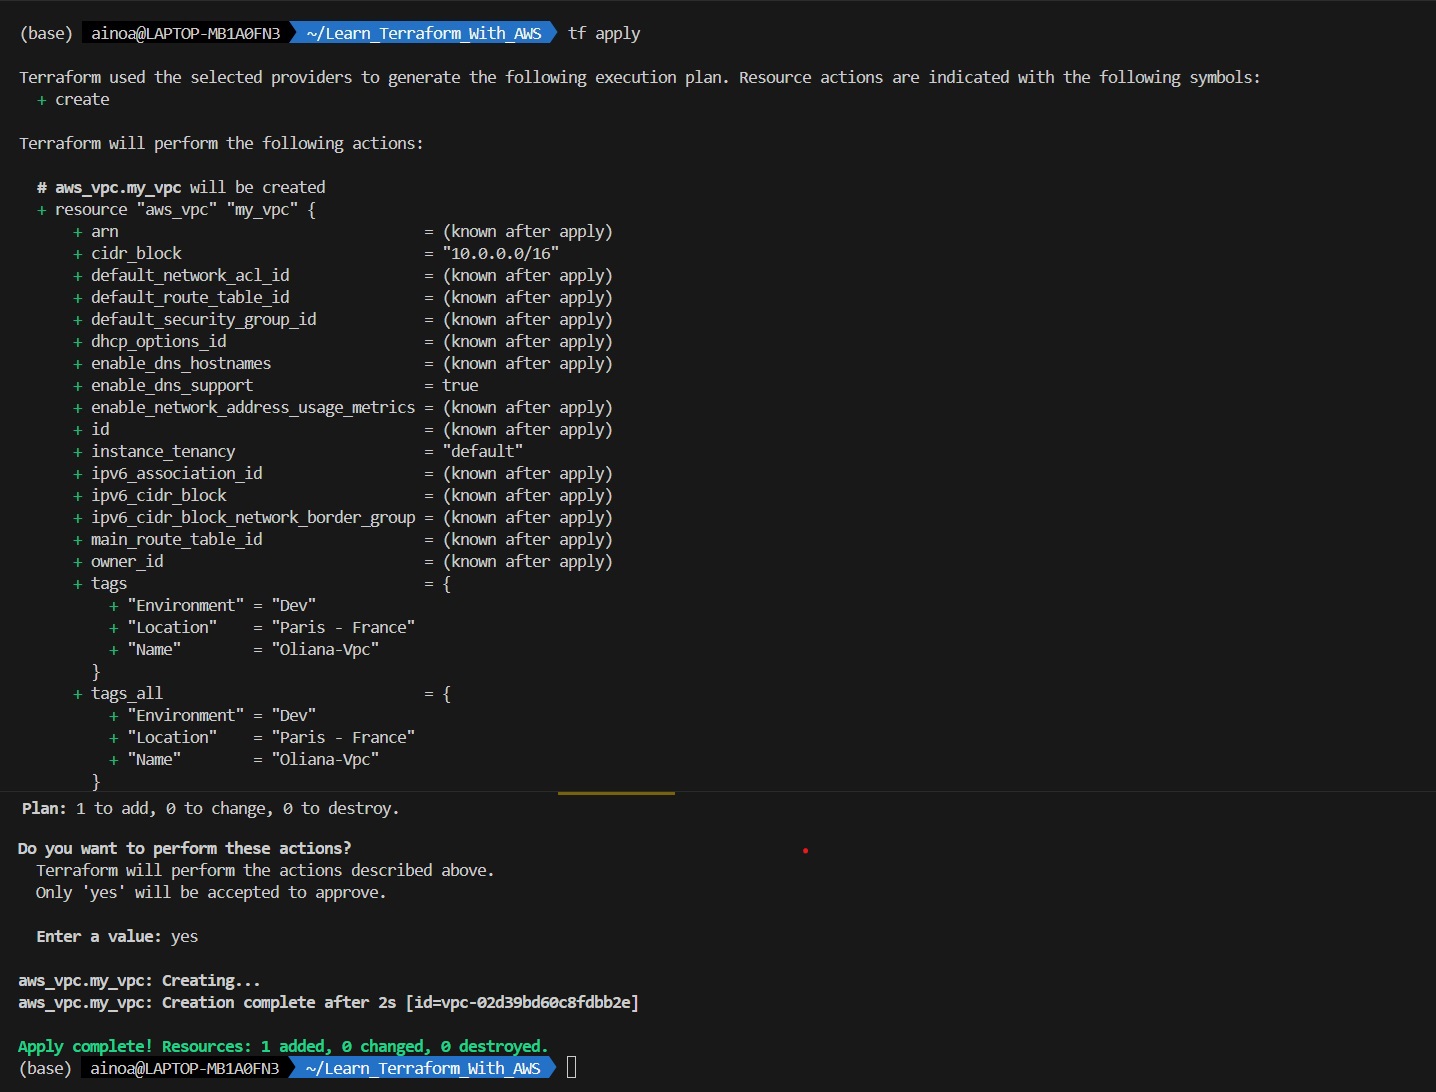 (base) ainoa@LAPTOP-MB1A0FN3 ~/Learn_Terraform_With_AWS tf apply
Terraform used the selected providers to generate the following execution plan. Resource actions are indicated with the following symbols:
+ create
Terraform will perform the following actions:
# aws_vpc.my_vpc will be created
+ resource "aws_vpc" "my_vpc" {
+ arn = (known after apply)
+ cidr_block = "10.0.0.0/16"
+ default_network_acl_id = (known after apply)
+ default_route_table_id = (known after apply)
+ default_security_group_id = (known after apply)
+ dhcp_options_id = (known after apply)
+ enable_dns_hostnames = (known after apply)
+ enable_dns_support = true
+ enable_network_address_usage_metrics = (known after apply)
+ id = (known after apply)
+ instance_tenancy = "default"
+ ipv6_association_id = (known after apply)
+ ipv6_cidr_block = (known after apply)
+ ipv6_cidr_block_network_border_group = (known after apply)
+ main_route_table_id = (known after apply)
+ owner_id = (known after apply)
+ tags = {
+ "Environment" = "Dev"
+ "Location" = "Paris - France"
+ "Name" = "Oliana-Vpc"
}
+ tags_all = {
+ "Environment" = "Dev"
+ "Location" = "Paris - France"
+ "Name" = "Oliana-Vpc"
}
Plan: 1 to add, 0 to change, 0 to destroy.
Do you want to perform these actions?
Terraform will perform the actions described above.
Only 'yes' will be accepted to approve.
Enter a value: yes
aws_vpc.my_vpc: Creating...
aws_vpc.my_vpc: Creation complete after 2s [id=vpc-02d39bd60c8fdbb2e]
Apply complete! Resources: 1 added, 0 changed, 0 destroyed.
(base) ainoa@LAPTOP-MB1A0FN3 ~/Learn_Terraform_With_AWS